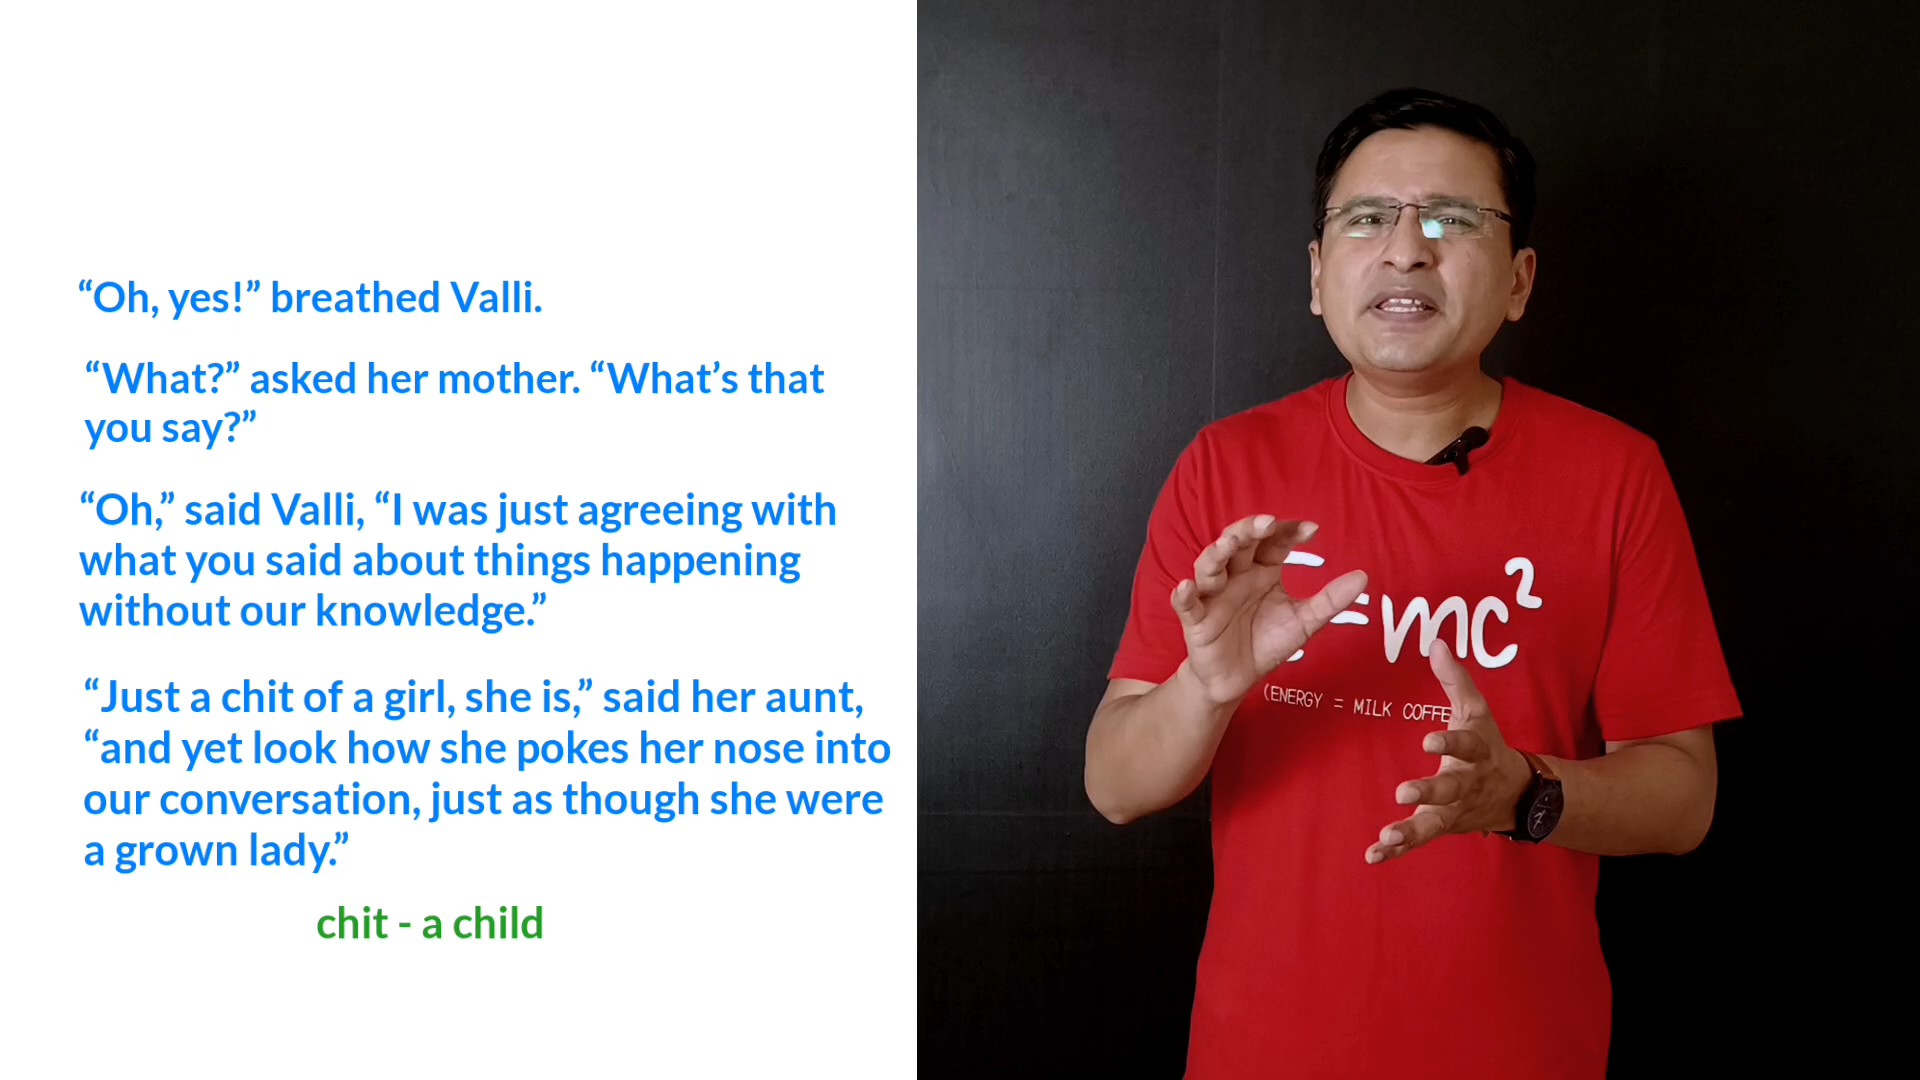 “Oh, yes!” breathed Valli.
“What?” asked her mother. “What’s that
you say?”
“Oh,” said Valli, “I was just agreeing with
what you said about things happening
without our knowledge.”
“Just a chit of a girl, she is,” said her aunt,
“and yet look how she pokes her nose into
our conversation, just as though she were
a grown lady.”
chit - a child
=mc²
(ENERGY = MILK